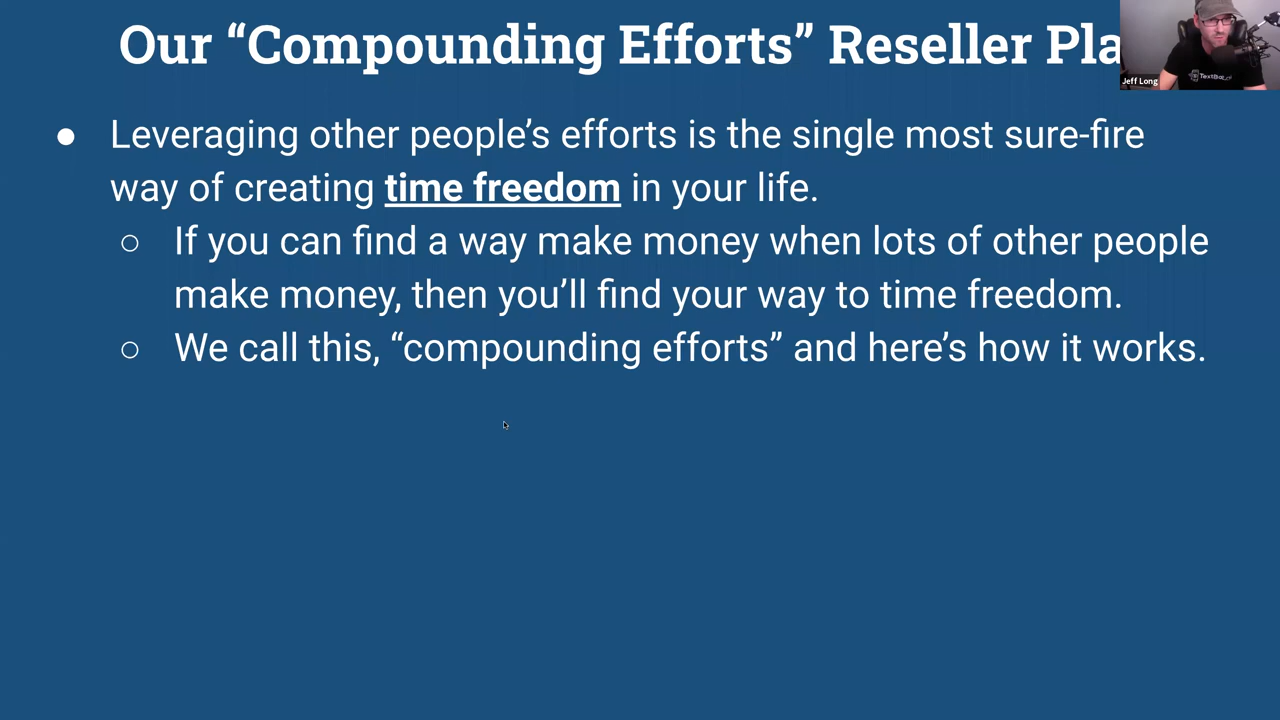 Our “Compounding Efforts” Reseller Pla
Jeff Long
● Leveraging other people’s efforts is the single most sure-fire
way of creating time freedom in your life.
○ If you can find a way make money when lots of other people
make money, then you’ll find your way to time freedom.
○ We call this, “compounding efforts” and here’s how it works.